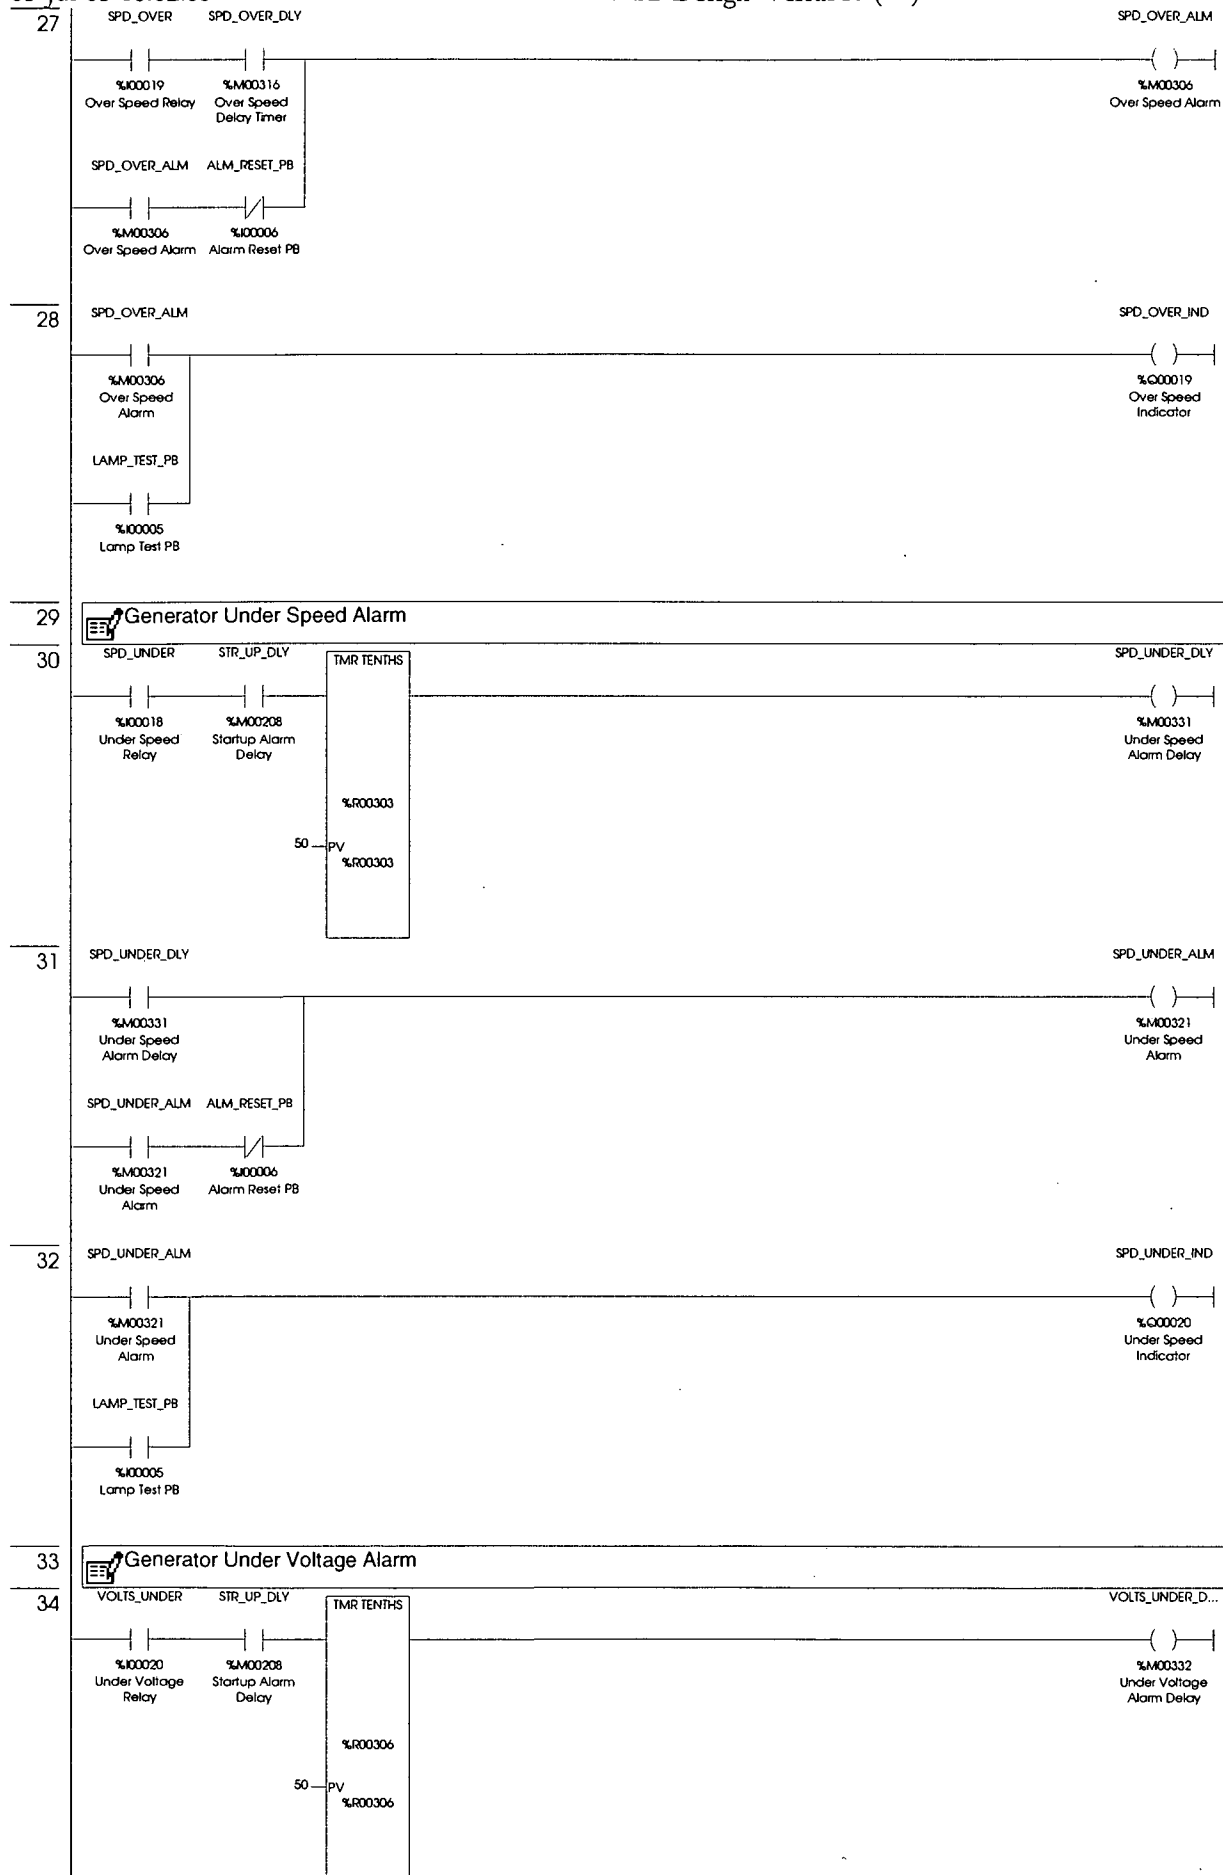 27
SPD_OVER SPD_OVER_DLY SPD_OVER_ALM
%I00019 %M00316 %M00306
Over Speed Relay Over Speed Over Speed Alarm
Delay Timer
SPD_OVER_ALM ALM_RESET_PB
%M00306 %I00006
Over Speed Alarm Alarm Reset PB
28
SPD_OVER_ALM SPD_OVER_IND
%M00306 %Q00019
Over Speed Over Speed
Alarm Indicator
LAMP_TEST_PB
%I00005
Lamp Test PB
29 Generator Under Speed Alarm
30
SPD_UNDER STR_UP_DLY TMR TENTHS SPD_UNDER_DLY
%I00018 %M00208 %M00331
Under Speed Startup Alarm Under Speed
Relay Delay Alarm Delay
%R00303
50 PV
%R00303
31
SPD_UNDER_DLY SPD_UNDER_ALM
%M00331 %M00321
Under Speed Under Speed
Alarm Delay Alarm
SPD_UNDER_ALM ALM_RESET_PB
%M00321 %I00006
Under Speed Alarm Reset PB
Alarm
32
SPD_UNDER_ALM SPD_UNDER_IND
%M00321 %Q00020
Under Speed Under Speed
Alarm Indicator
LAMP_TEST_PB
%I00005
Lamp Test PB
33 Generator Under Voltage Alarm
34
VOLTS_UNDER STR_UP_DLY TMR TENTHS VOLTS_UNDER_D...
%I00020 %M00208 %M00332
Under Voltage Startup Alarm Under Voltage
Relay Delay Alarm Delay
%R00306
50 PV
%R00306